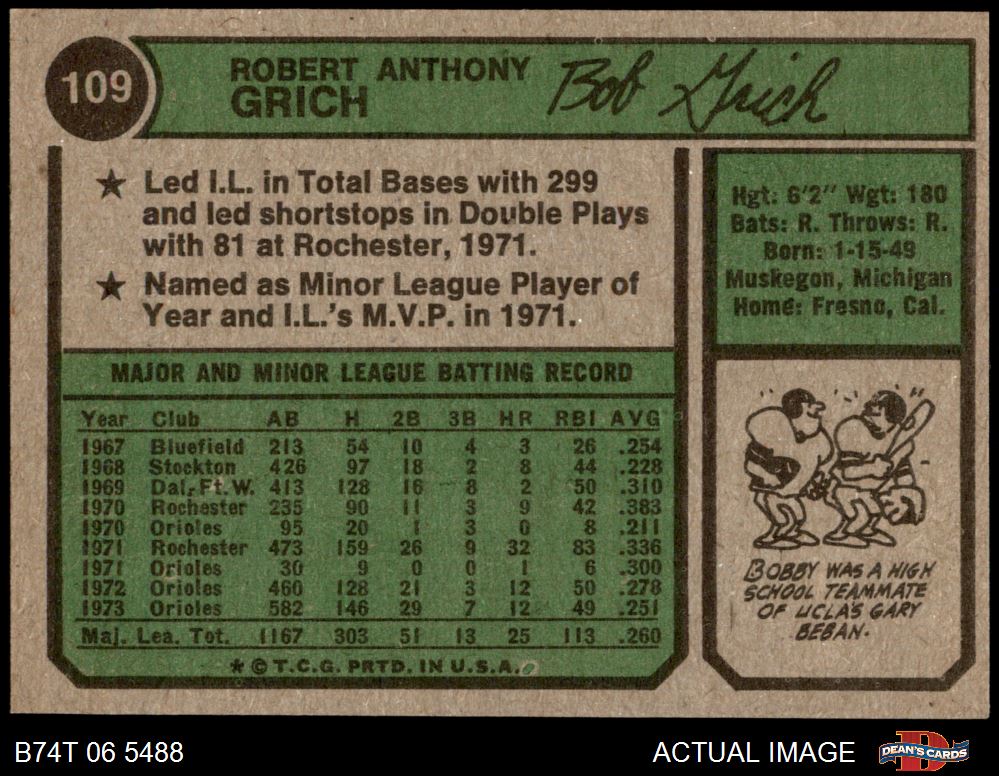 109
ROBERT ANTHONY
GRICH
Bob Grich
★ Led I.L. in Total Bases with 299
and led shortstops in Double Plays
with 81 at Rochester, 1971.
★ Named as Minor League Player of
Year and I.L.'s M.V.P. in 1971.
Hgt: 6'2" Wgt: 180
Bats: R. Throws: R.
Born: 1-15-49
Muskegon, Michigan
Home: Fresno, Cal.
MAJOR AND MINOR LEAGUE BATTING RECORD
Year Club AB H 2B 3B HR RBI AVG
1967 Bluefield 213 54 10 4 3 26 .254
1968 Stockton 426 97 18 2 8 44 .228
1969 Dal.Ft.W. 413 128 16 8 2 50 .310
1970 Rochester 235 90 11 3 9 42 .383
1970 Orioles 95 20 1 3 0 8 .211
1971 Rochester 473 159 26 9 32 83 .336
1971 Orioles 30 9 0 0 1 6 .300
1972 Orioles 460 128 21 3 12 50 .278
1973 Orioles 582 146 29 7 12 49 .251
Maj. Lea. Tot. 1167 303 51 13 25 113 .260
* © T.C.G. PRTD. IN U.S.A.
BOBBY WAS A HIGH
SCHOOL TEAMMATE
OF UCLA'S GARY
BEBAN.
B74T 06 5488
ACTUAL IMAGE
DEAN'S CARDS